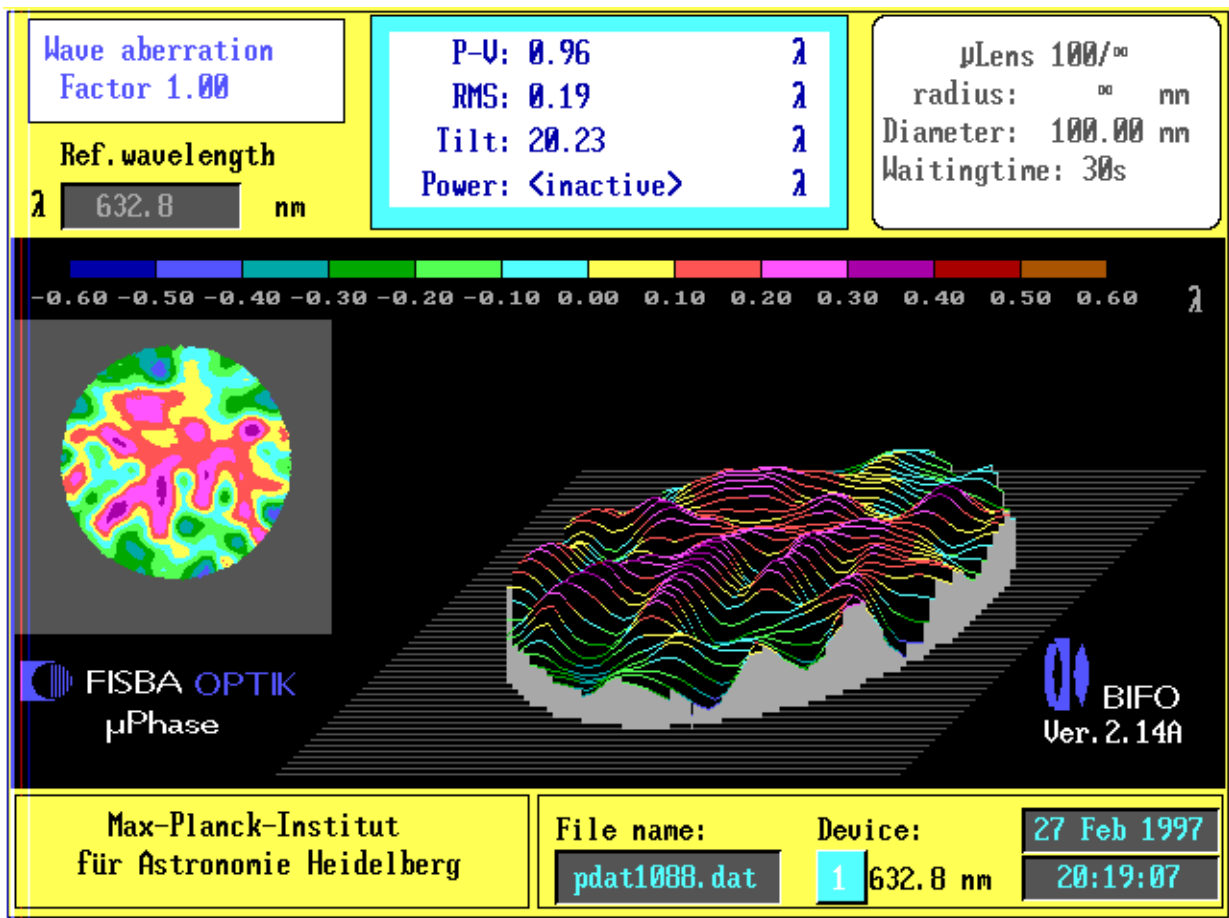 Wave aberration
Factor 1.00
Ref.wavelength
λ 632.8 nm
P-V: 0.96 λ
RMS: 0.19 λ
Tilt: 20.23 λ
Power: <inactive> λ
µLens 100/∞
radius: ∞ mm
Diameter: 100.00 mm
Waitingtime: 30s
-0.60 -0.50 -0.40 -0.30 -0.20 -0.10 0.00 0.10 0.20 0.30 0.40 0.50 0.60 λ
FISBA OPTIK
µPhase
BIFO
Ver.2.14A
Max-Planck-Institut
für Astronomie Heidelberg
File name:
pdat1088.dat
Device:
1 632.8 nm
27 Feb 1997
20:19:07